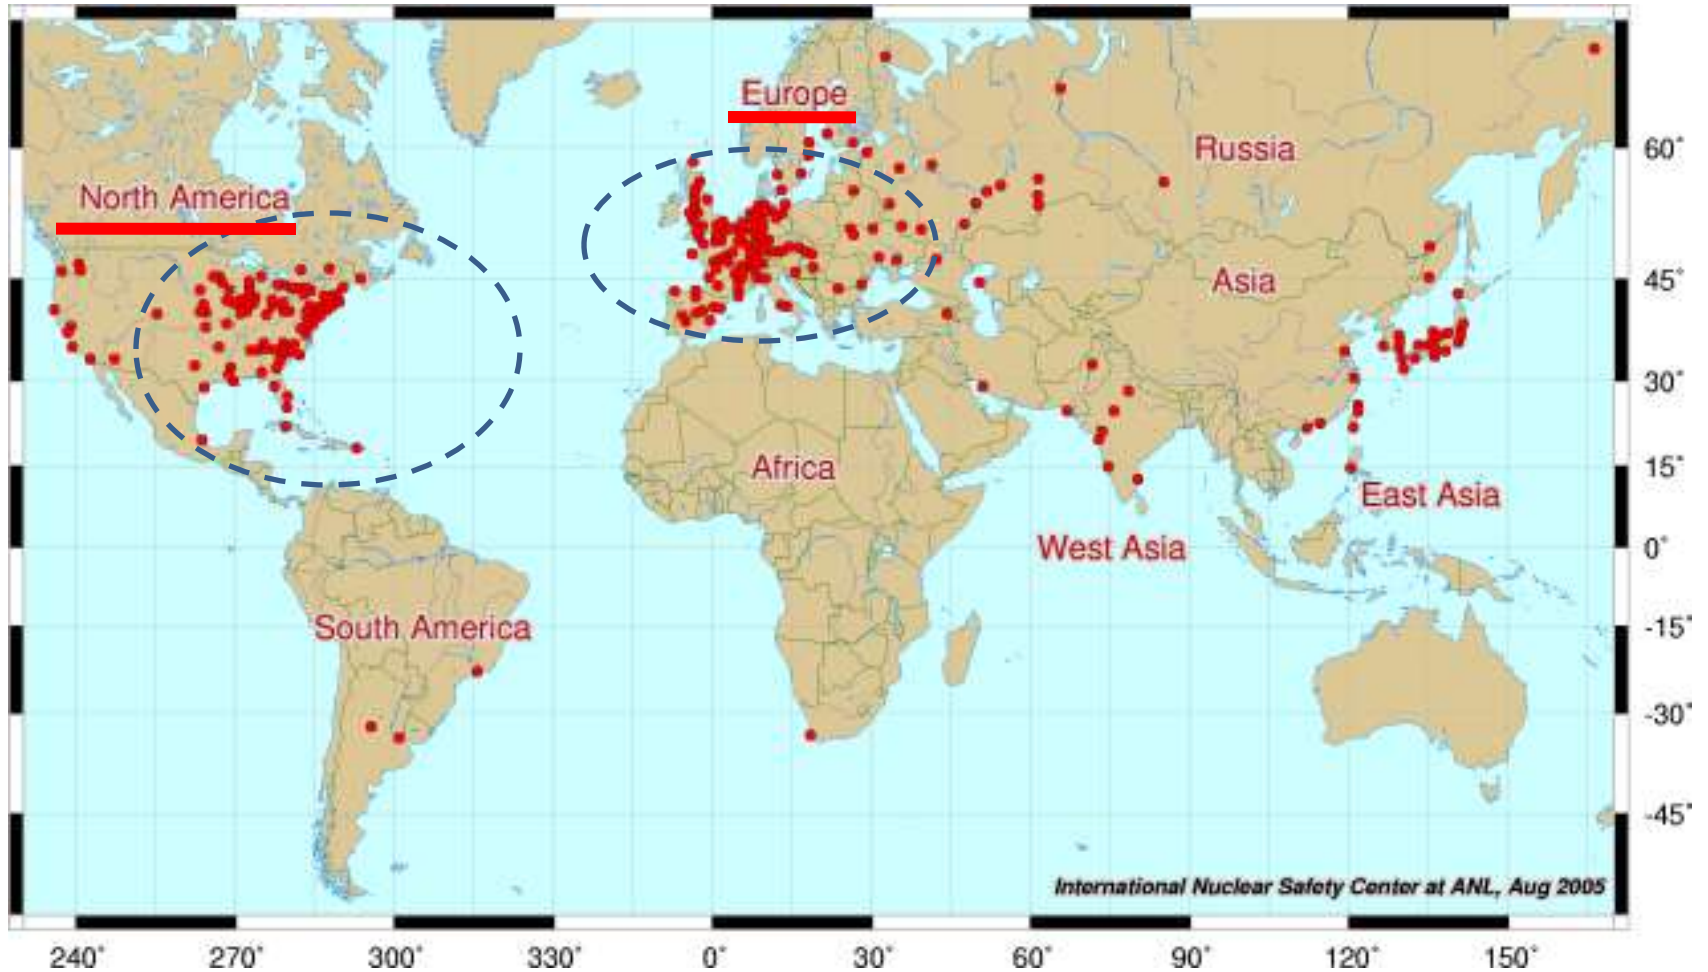 Europe
60°
Russia
North America
45°
Asia
30°
Africa
15°
East Asia
West Asia
0°
South America
-15°
-30°
-45°
International Nuclear Safety Center at ANL, Aug 2005
240° 270° 300° 330° 0° 30° 60° 90° 120° 150°